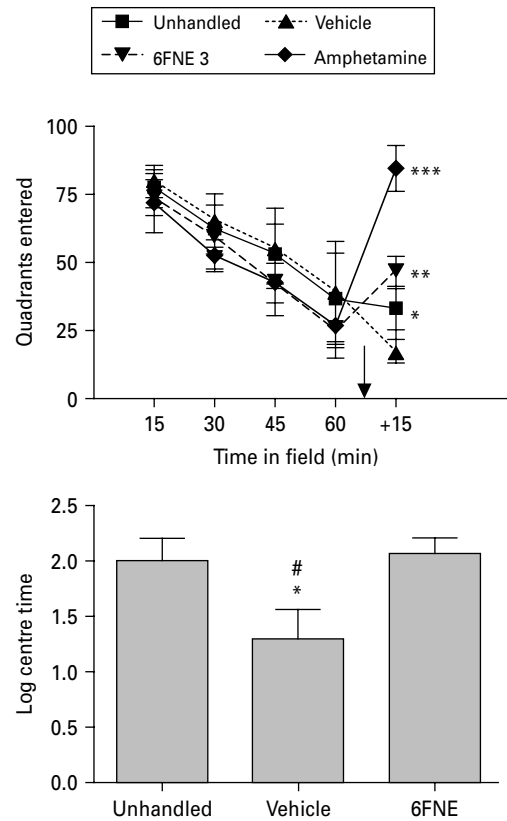 Unhandled Vehicle
6FNE 3 Amphetamine
100
75
50
25
0
Quadrants entered
***
**
*
15 30 45 60 +15
Time in field (min)
2.5
2.0
1.5
1.0
0.5
0.0
Log centre time
#
*
Unhandled Vehicle 6FNE